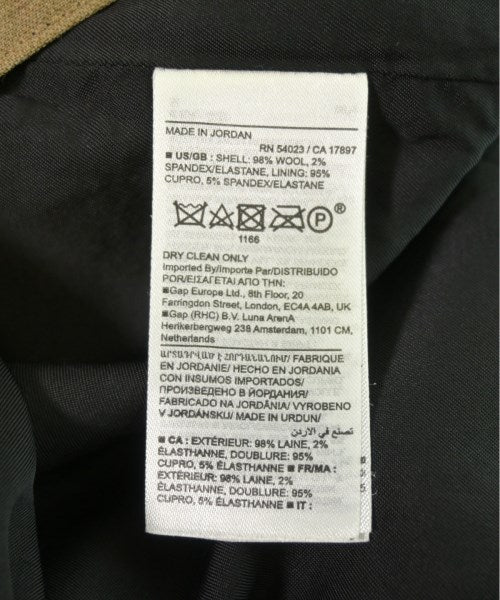 MADE IN JORDAN
RN 54023 / CA 17897
■ US/GB : SHELL: 98% WOOL, 2%
SPANDEX/ELASTANE, LINING: 95%
CUPRO, 5% SPANDEX/ELASTANE
P ®
1166
DRY CLEAN ONLY
Imported By/Importe Par/DISTRIBUIDO
POR/ΕΙΣΑΓΕΤΑΙ ΑΠΟ ΤΗΝ:
■Gap Europe Ltd., 8th Floor, 20
Farringdon Street, London, EC4A 4AB, UK
■Gap (RHC) B.V. Luna ArenA
Herikerbergweg 238 Amsterdam, 1101 CM,
Netherlands
ԱՐՏԱԴՐՎԱԾ Է ՀՈՐԴԱՆԱՆՈՒՄ/ FABRIQUE
EN JORDANIE/ HECHO EN JORDANIA
CON INSUMOS IMPORTADOS/
ПРОИЗВЕДЕНО В ЙОРДАНИЯ/
FABRICADO NA JORDÂNIA/ VYROBENO
V JORDÁNSKU/ MADE IN URDUN/
تصنع في الاردن
■ CA : EXTÉRIEUR: 98% LAINE, 2%
ÉLASTHANNE, DOUBLURE: 95%
CUPRO, 5% ÉLASTHANNE ■ FR/MA :
EXTÉRIEUR: 98% LAINE, 2%
ÉLASTHANNE, DOUBLURE: 95%
CUPRO, 5% ÉLASTHANNE ■ IT :